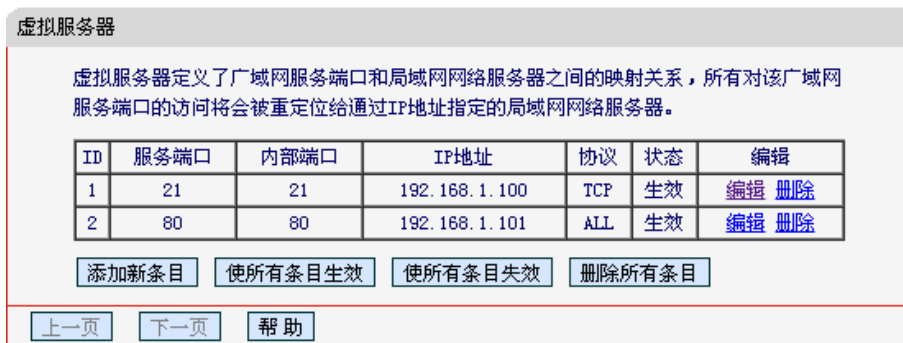 虚拟服务器
虚拟服务器定义了广域网服务端口和局域网网络服务器之间的映射关系，所有对该广域网
服务端口的访问将会被重定位给通过IP地址指定的局域网网络服务器。
ID 服务端口 内部端口 IP地址 协议 状态 编辑
1 21 21 192.168.1.100 TCP 生效 编辑 删除
2 80 80 192.168.1.101 ALL 生效 编辑 删除
添加新条目 使所有条目生效 使所有条目失效 删除所有条目
上一页 下一页 帮助